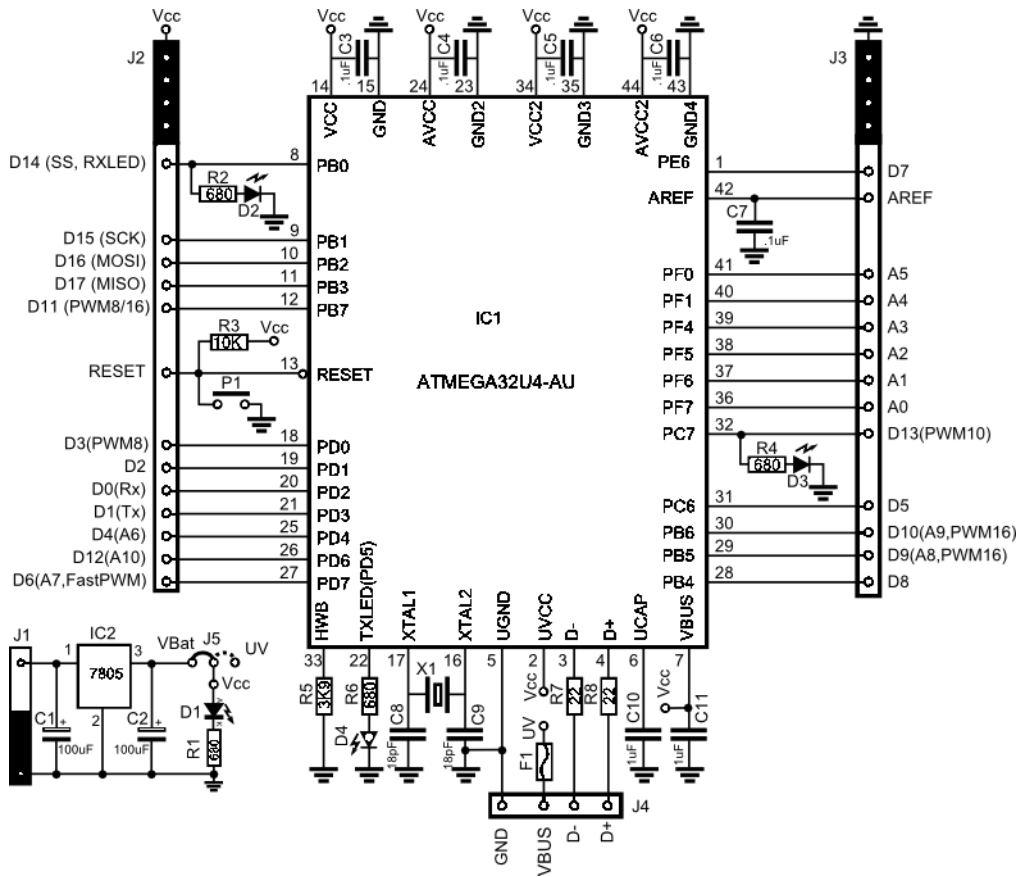 Vcc
J2
Vcc
C3
.1uF
14
15
VCC
GND
Vcc
C4
.1uF
24
23
AVCC
GND2
Vcc
C5
.1uF
34
35
VCC2
GND3
Vcc
C6
.1uF
44
43
AVCC2
GND4
J3
D14 (SS, RXLED)
8
PB0
R2
680
D2
D15 (SCK)
9
PB1
D16 (MOSI)
10
PB2
D17 (MISO)
11
PB3
D11 (PWM8/16)
12
PB7
R3
10K
Vcc
RESET
13
RESET
P1
D3(PWM8)
18
PD0
D2
19
PD1
D0(Rx)
20
PD2
D1(Tx)
21
PD3
D4(A6)
25
PD4
D12(A10)
26
PD6
D6(A7,FastPWM)
27
PD7
IC1
ATMEGA32U4-AU
PE6
1
D7
AREF
42
AREF
C7
.1uF
PF0
41
A5
PF1
40
A4
PF4
39
A3
PF5
38
A2
PF6
37
A1
PF7
36
A0
PC7
32
D13(PWM10)
R4
680
D3
PC6
31
D5
PB6
30
D10(A9,PWM16)
PB5
29
D9(A8,PWM16)
PB4
28
D8
HWB
TXLED(PD5)
XTAL1
XTAL2
UGND
UVCC
D-
D+
UCAP
VBUS
33
22
17
16
5
2
3
4
6
7
R5
3K9
R6
680
D4
X1
C8
18pF
C9
18pF
Vcc
UV
F1
R7
22
R8
22
C10
1uF
Vcc
C11
1uF
J4
GND
VBUS
D-
D+
J1
IC2
1
7805
3
2
VBat
J5
UV
Vcc
C1
+
100uF
C2
+
100uF
D1
A
K
R1
680